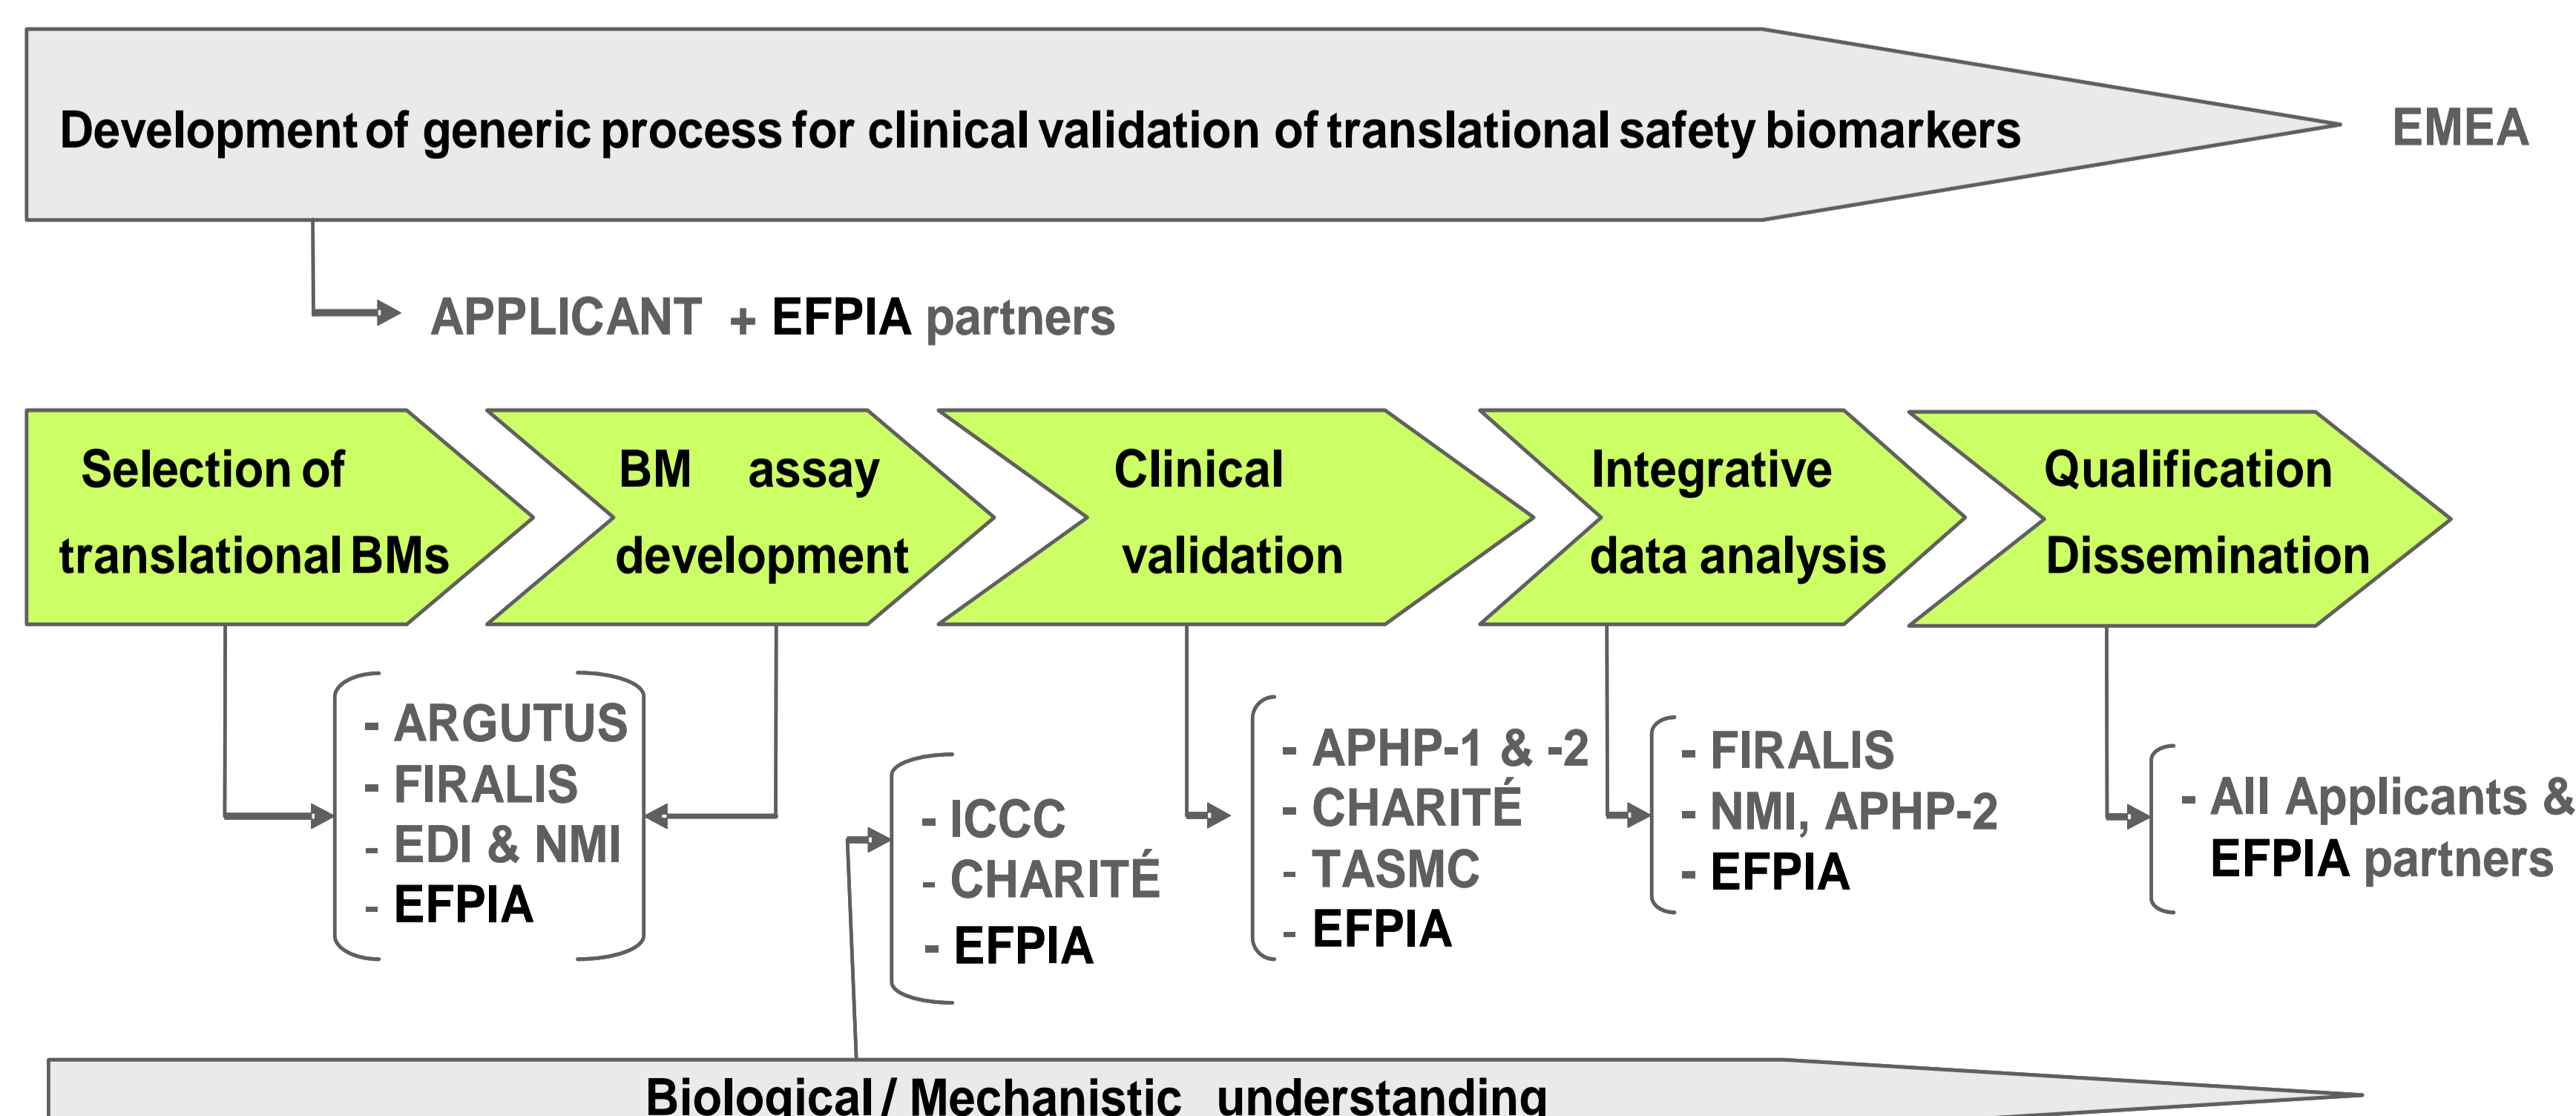 Development of generic process for clinical validation of translational safety biomarkers
EMEA
APPLICANT + EFPIA partners
Selection of
translational BMs
BM assay
development
Clinical
validation
Integrative
data analysis
Qualification
Dissemination
- ARGUTUS
- FIRALIS
- EDI & NMI
- EFPIA
- ICCC
- CHARITÉ
- EFPIA
- APHP-1 & -2
- CHARITÉ
- TASMC
- EFPIA
- FIRALIS
- NMI, APHP-2
- EFPIA
- All Applicants &
EFPIA partners
Biological / Mechanistic understanding